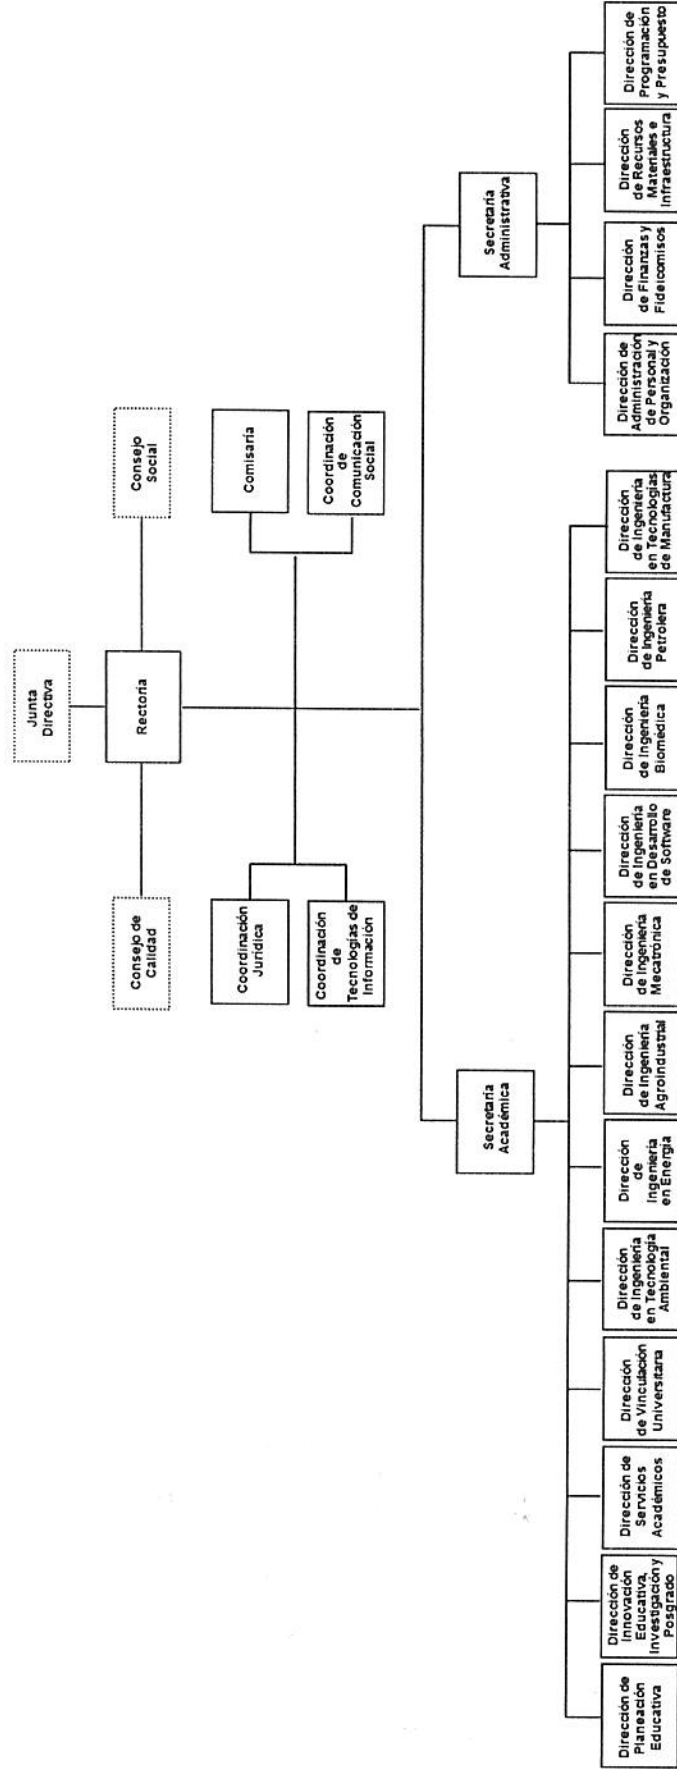 Junta
Directiva
Consejo de
Calidad
Rectoría
Consejo
Social
Coordinación
Jurídica
Comisaría
Coordinación
de
Tecnologías de
Información
Coordinación
de
Comunicación
Social
Secretaría
Académica
Secretaría
Administrativa
Dirección de
Planeación
Educativa
Dirección de
Innovación
Educativa,
Investigación y
Posgrado
Dirección de
Servicios
Académicos
Dirección
de Vinculación
Universitaria
Dirección
de Ingeniería
en Tecnología
Ambiental
Dirección
de
Ingeniería
en Energía
Dirección
de Ingeniería
Agroindustrial
Dirección
de Ingeniería
Mecatrónica
Dirección
de Ingeniería
en Desarrollo
de Software
Dirección
de Ingeniería
Biomédica
Dirección
de Ingeniería
Petrolera
Dirección
de Ingeniería
en Tecnologías
de Manufactura
Dirección de
Administración
de Personal y
Organización
Dirección
de Finanzas y
Fideicomisos
Dirección
de Recursos
Materiales e
Infraestructura
Dirección de
Programación
y Presupuesto